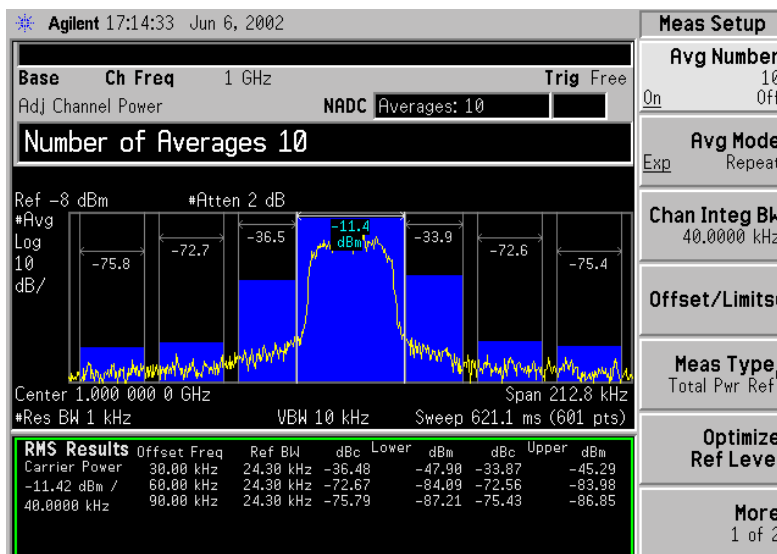 Agilent 17:14:33 Jun 6, 2002
Meas Setup
Base Ch Freq 1 GHz Trig Free
Adj Channel Power NADC Averages: 10
Number of Averages 10
Ref -8 dBm #Atten 2 dB
#Avg
Log
10
dB/
-75.8
-72.7
-36.5
-11.4
dBm
-33.9
-72.6
-75.4
Center 1.000 000 0 GHz Span 212.8 kHz
#Res BW 1 kHz VBW 10 kHz Sweep 621.1 ms (601 pts)
RMS Results Offset Freq Ref BW dBc Lower dBm dBc Upper dBm
Carrier Power 30.00 kHz 24.30 kHz -36.48 -47.90 -33.87 -45.29
-11.42 dBm / 60.00 kHz 24.30 kHz -72.67 -84.09 -72.56 -83.98
40.0000 kHz 90.00 kHz 24.30 kHz -75.79 -87.21 -75.43 -86.85
Avg Number
10
On Off
Avg Mode
Exp Repeat
Chan Integ BW
40.0000 kHz
Offset/Limits
Meas Type
Total Pwr Ref
Optimize
Ref Level
More
1 of 2